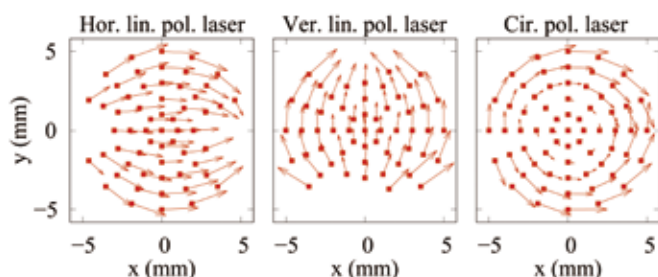 Hor. lin. pol. laser Ver. lin. pol. laser Cir. pol. laser
5
0
−5
y (mm)
−5 0 5 −5 0 5 −5 0 5
x (mm) x (mm) x (mm)